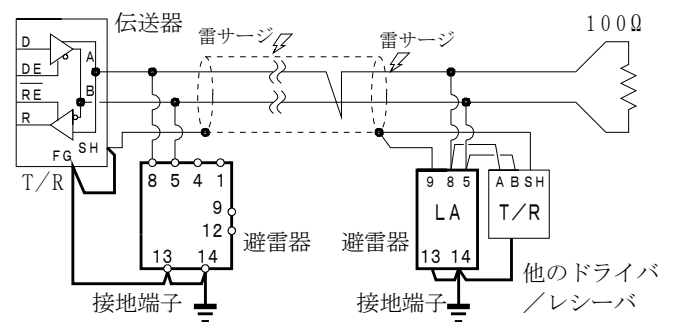 伝送器
雷サージ
雷サージ
100Ω
D
DE
RE
R
A
B
SH
FG
T/R
8 5 4 1
9
12
13 14
避雷器
接地端子
9 8 5
LA
13 14
避雷器
接地端子
A B SH
T/R
他のドライバ
／レシーバ